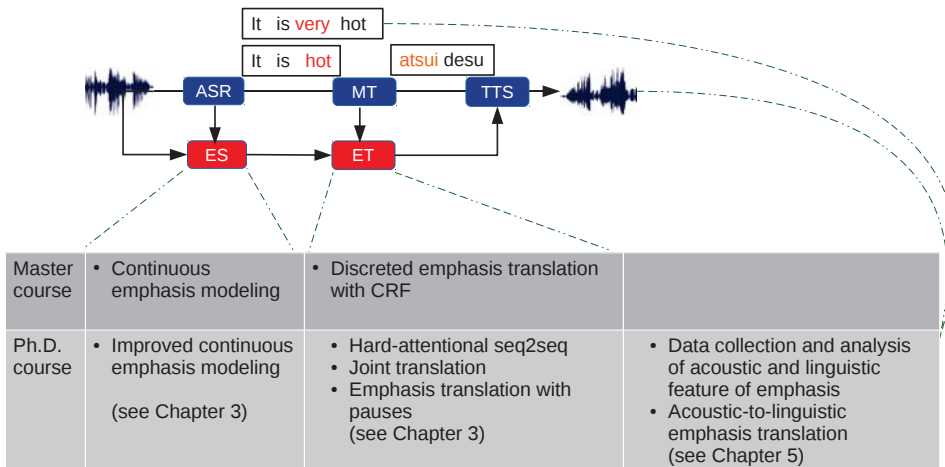 It is very hot
It is hot
atsui desu
ASR
MT
TTS
ES
ET
Master
course
• Continuous
emphasis modeling
• Discreted emphasis translation
with CRF
Ph.D.
course
• Improved continuous
emphasis modeling
(see Chapter 3)
• Hard-attentional seq2seq
• Joint translation
• Emphasis translation with
pauses
(see Chapter 3)
• Data collection and analysis
of acoustic and linguistic
feature of emphasis
• Acoustic-to-linguistic
emphasis translation
(see Chapter 5)